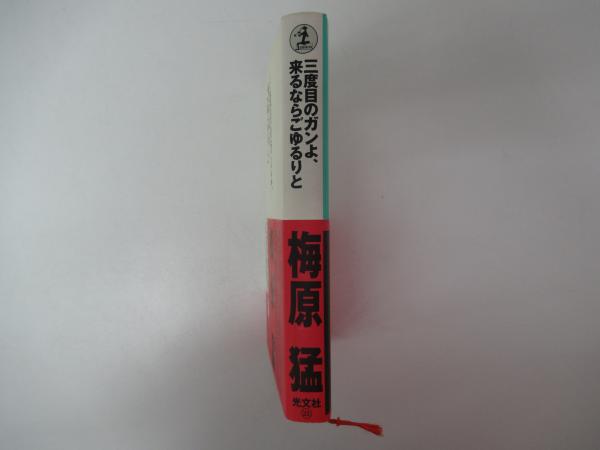 三度目のガンよ、
来るならごゆるりと
梅原 猛
光文社